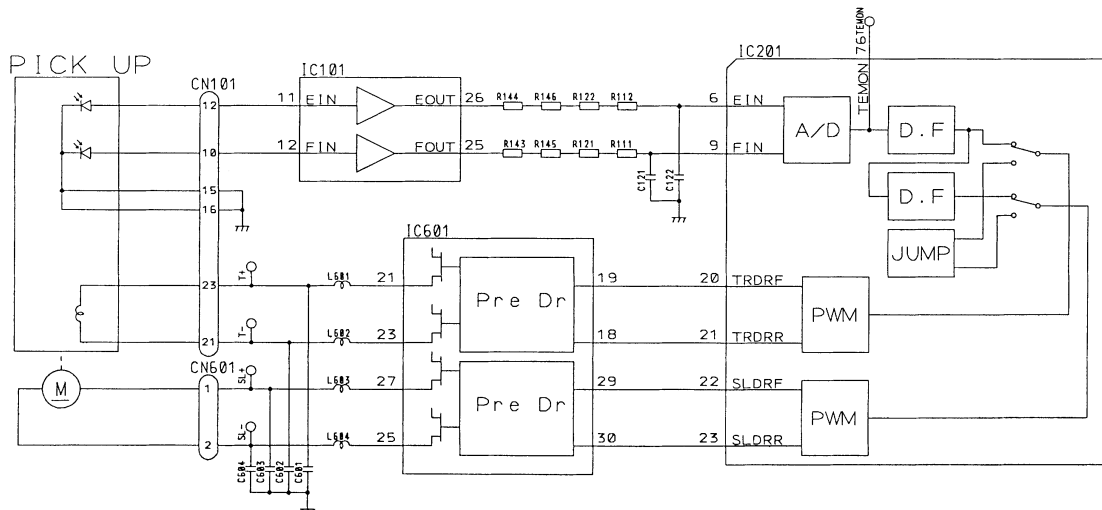 PICK UP
CN101
IC101
IC201
TEMON 76 TEMON
12
11 EIN
EOUT 26
R144 R146 R122 R112
6 EIN
A/D
D.F
10
12 FIN
FOUT 25
R143 R145 R121 R111
9 FIN
C121 C122
15
16
D.F
JUMP
IC601
23
T+
L601
21
Pre Dr
19
20 TRDRF
PWM
21
T-
L602
23
18
21 TRDRR
CN601
M
1
SL+
L603
27
Pre Dr
29
22 SLDRF
PWM
2
SL-
L604
25
30
23 SLDRR
C604 C603 C602 C601